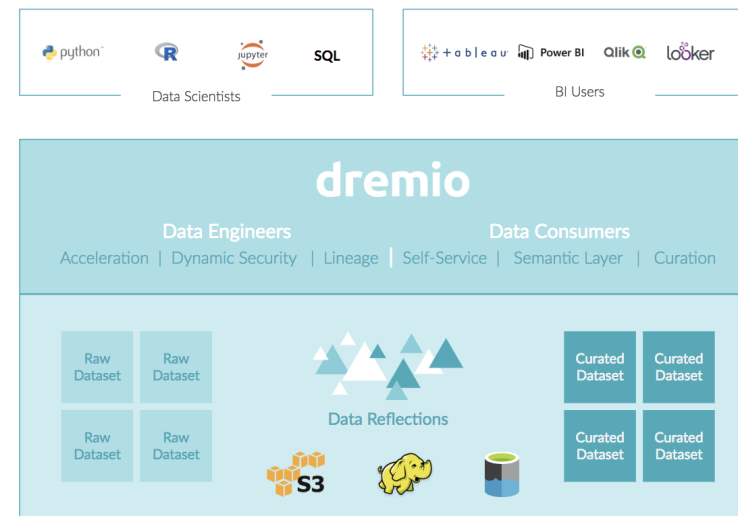 python™
R
jupyter
SQL
Data Scientists
+ a b l e a u
Power BI
Qlik
looker
BI Users
dremio
Data Engineers
Acceleration | Dynamic Security | Lineage
Data Consumers
Self-Service | Semantic Layer | Curation
Raw
Dataset
Raw
Dataset
Raw
Dataset
Raw
Dataset
Data Reflections
S3
Curated
Dataset
Curated
Dataset
Curated
Dataset
Curated
Dataset